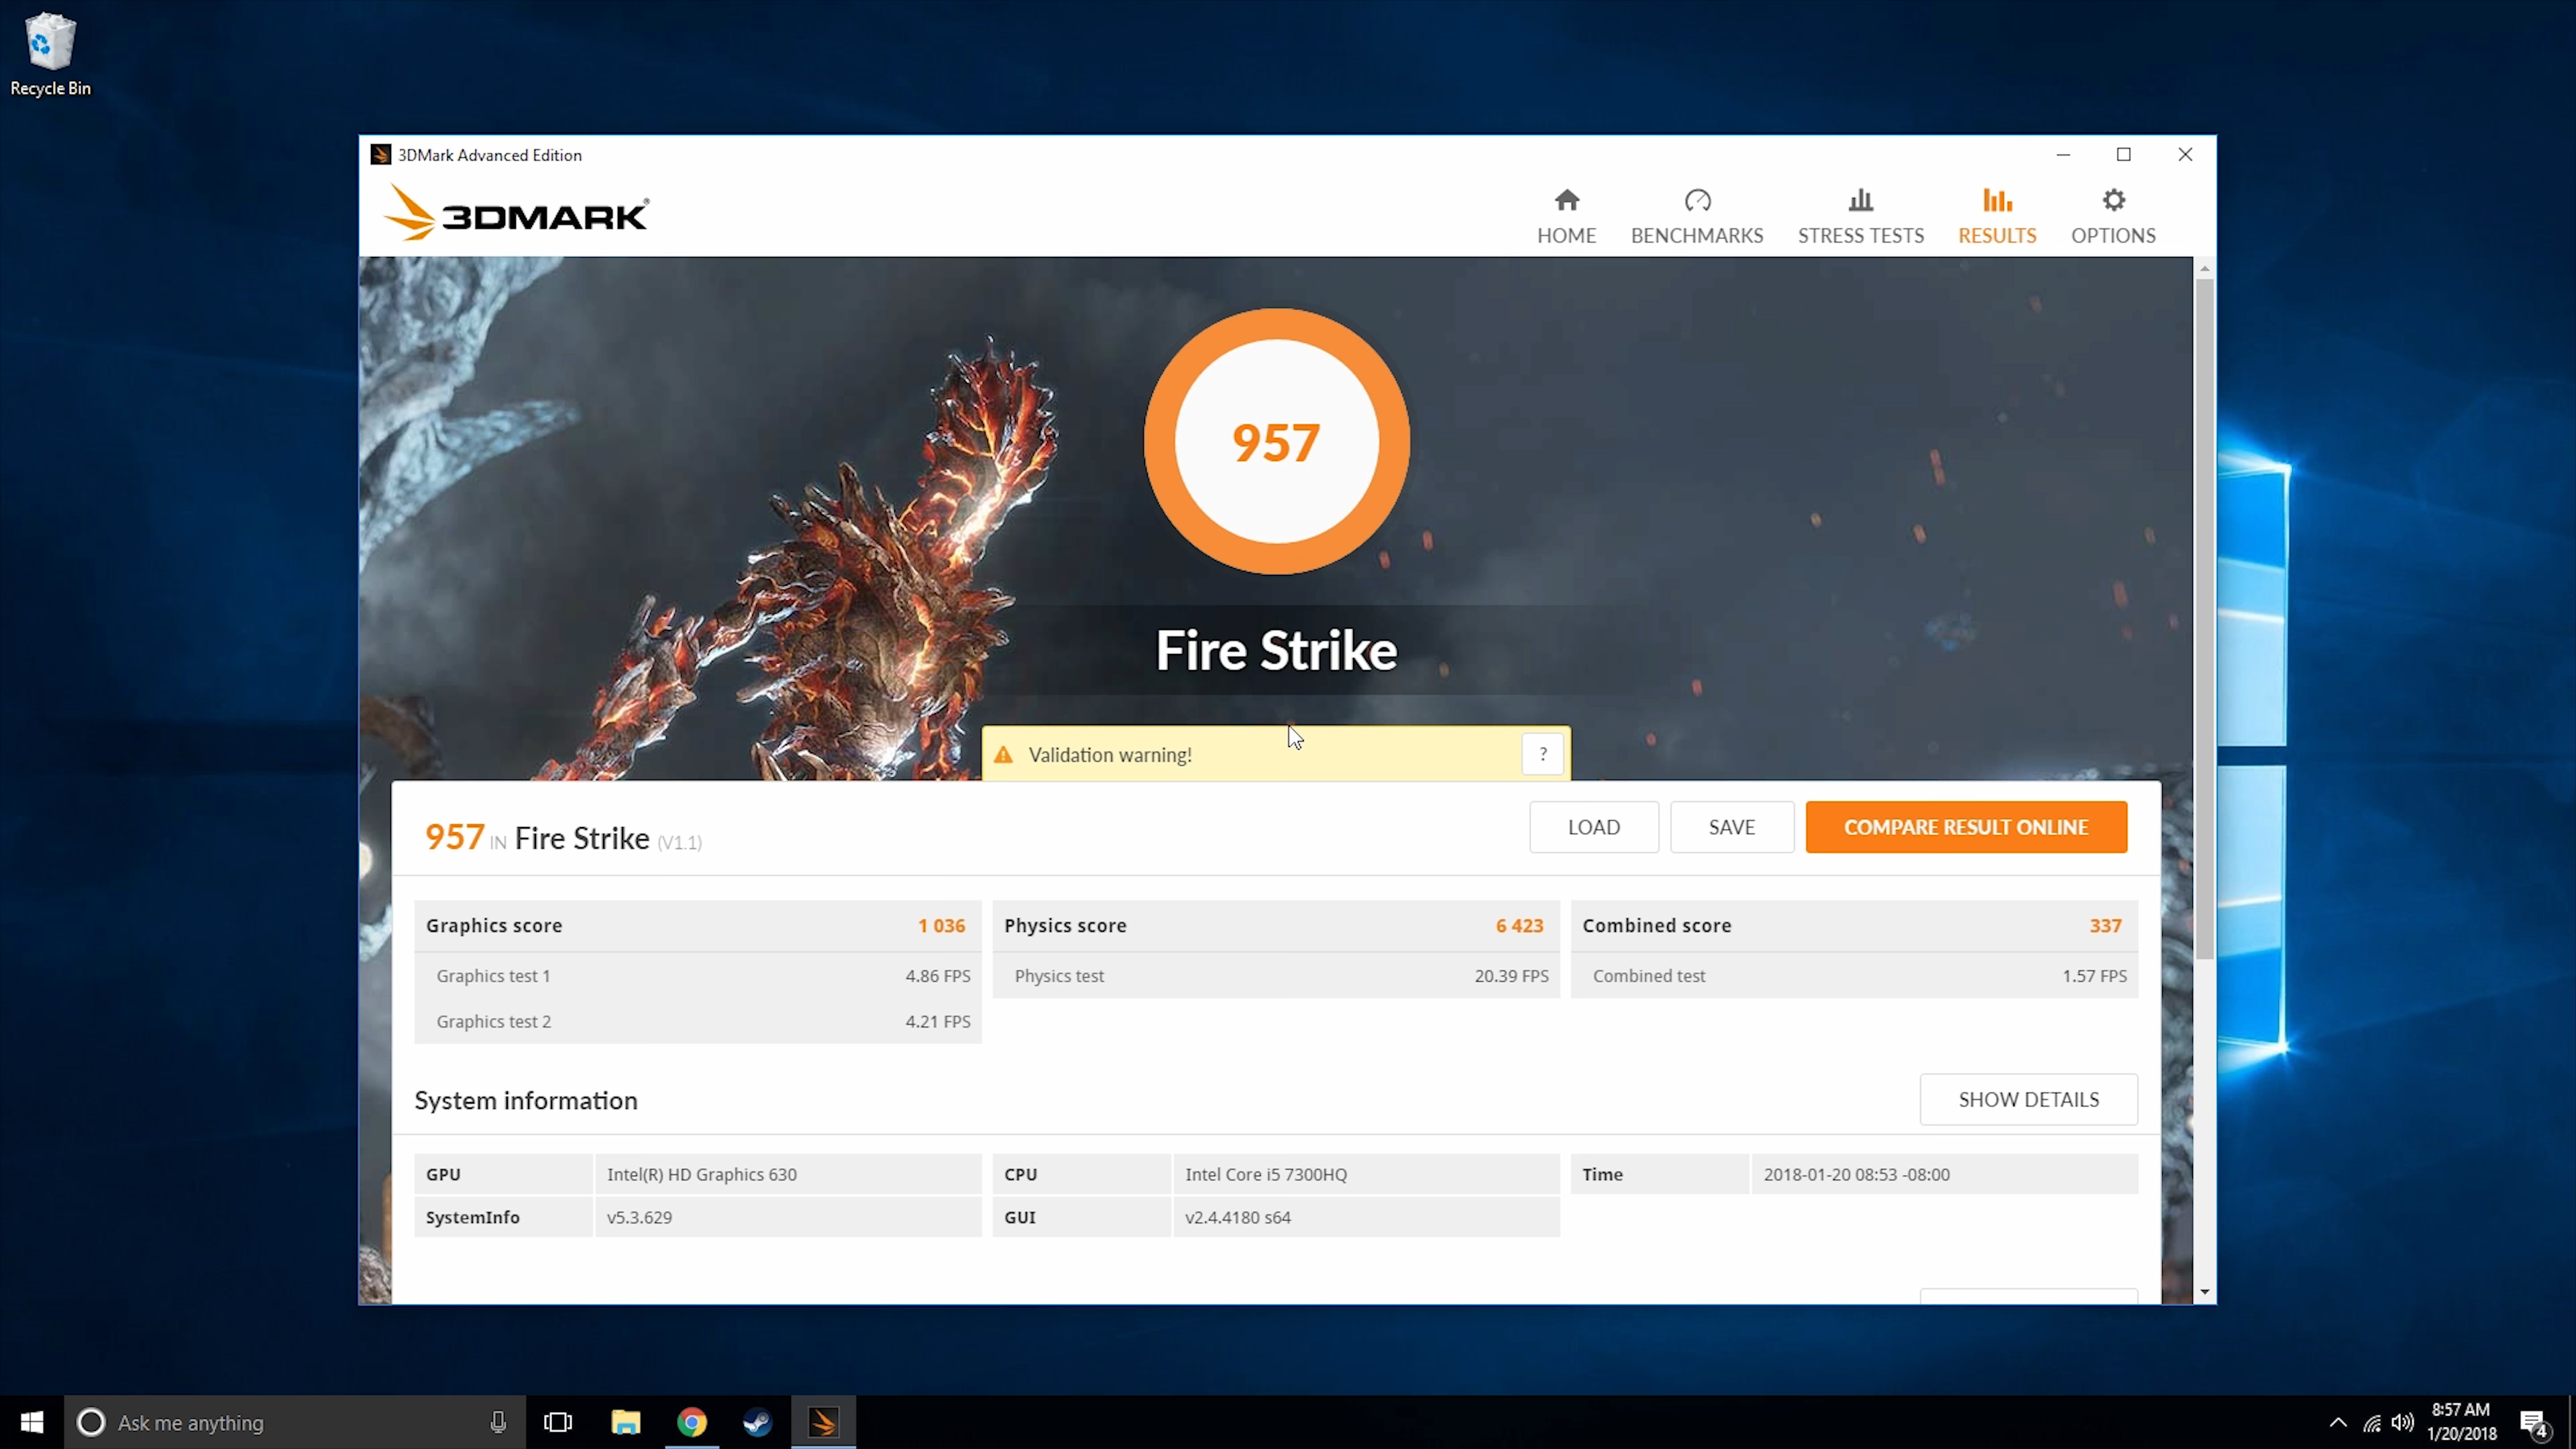 Recycle Bin
3DMark Advanced Edition
3DMARK®
HOME
BENCHMARKS
STRESS TESTS
RESULTS
OPTIONS
957
Fire Strike
Validation warning!
?
957 IN Fire Strike (V1.1)
LOAD
SAVE
COMPARE RESULT ONLINE
Graphics score 1 036
Graphics test 1 4.86 FPS
Graphics test 2 4.21 FPS
Physics score 6 423
Physics test 20.39 FPS
Combined score 337
Combined test 1.57 FPS
System information
SHOW DETAILS
GPU Intel(R) HD Graphics 630
SystemInfo v5.3.629
CPU Intel Core i5 7300HQ
GUI v2.4.4180 s64
Time 2018-01-20 08:53 -08:00
Ask me anything
8:57 AM
1/20/2018
4